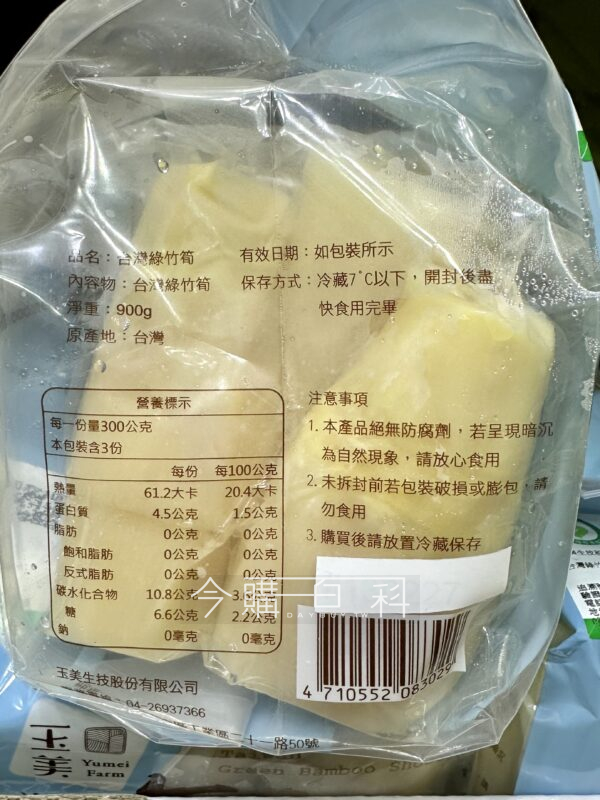 品名：台灣綠竹筍
內容物：台灣綠竹筍
淨重：900g
原產地：台灣
有效日期：如包裝所示
保存方式：冷藏7°C以下，開封後盡
快食用完畢
營養標示
每一份量300公克
本包裝含3份
每份 每100公克
熱量 61.2大卡 20.4大卡
蛋白質 4.5公克 1.5公克
脂肪 0公克 0公克
飽和脂肪 0公克 0公克
反式脂肪 0公克 0公克
碳水化合物 10.8公克
糖 6.6公克 2.2公克
鈉 0毫克 0毫克
注意事項
1. 本產品絕無防腐劑，若呈現暗沉
為自然現象，請放心食用
2. 未拆封前若包裝破損或膨包，請
勿食用
3. 購買後請放置冷藏保存
今購百科
4 710552 083029
玉美生技股份有限公司
04-26937366
二十一路50號
玉美
Yumei
Farm
Green Bamboo